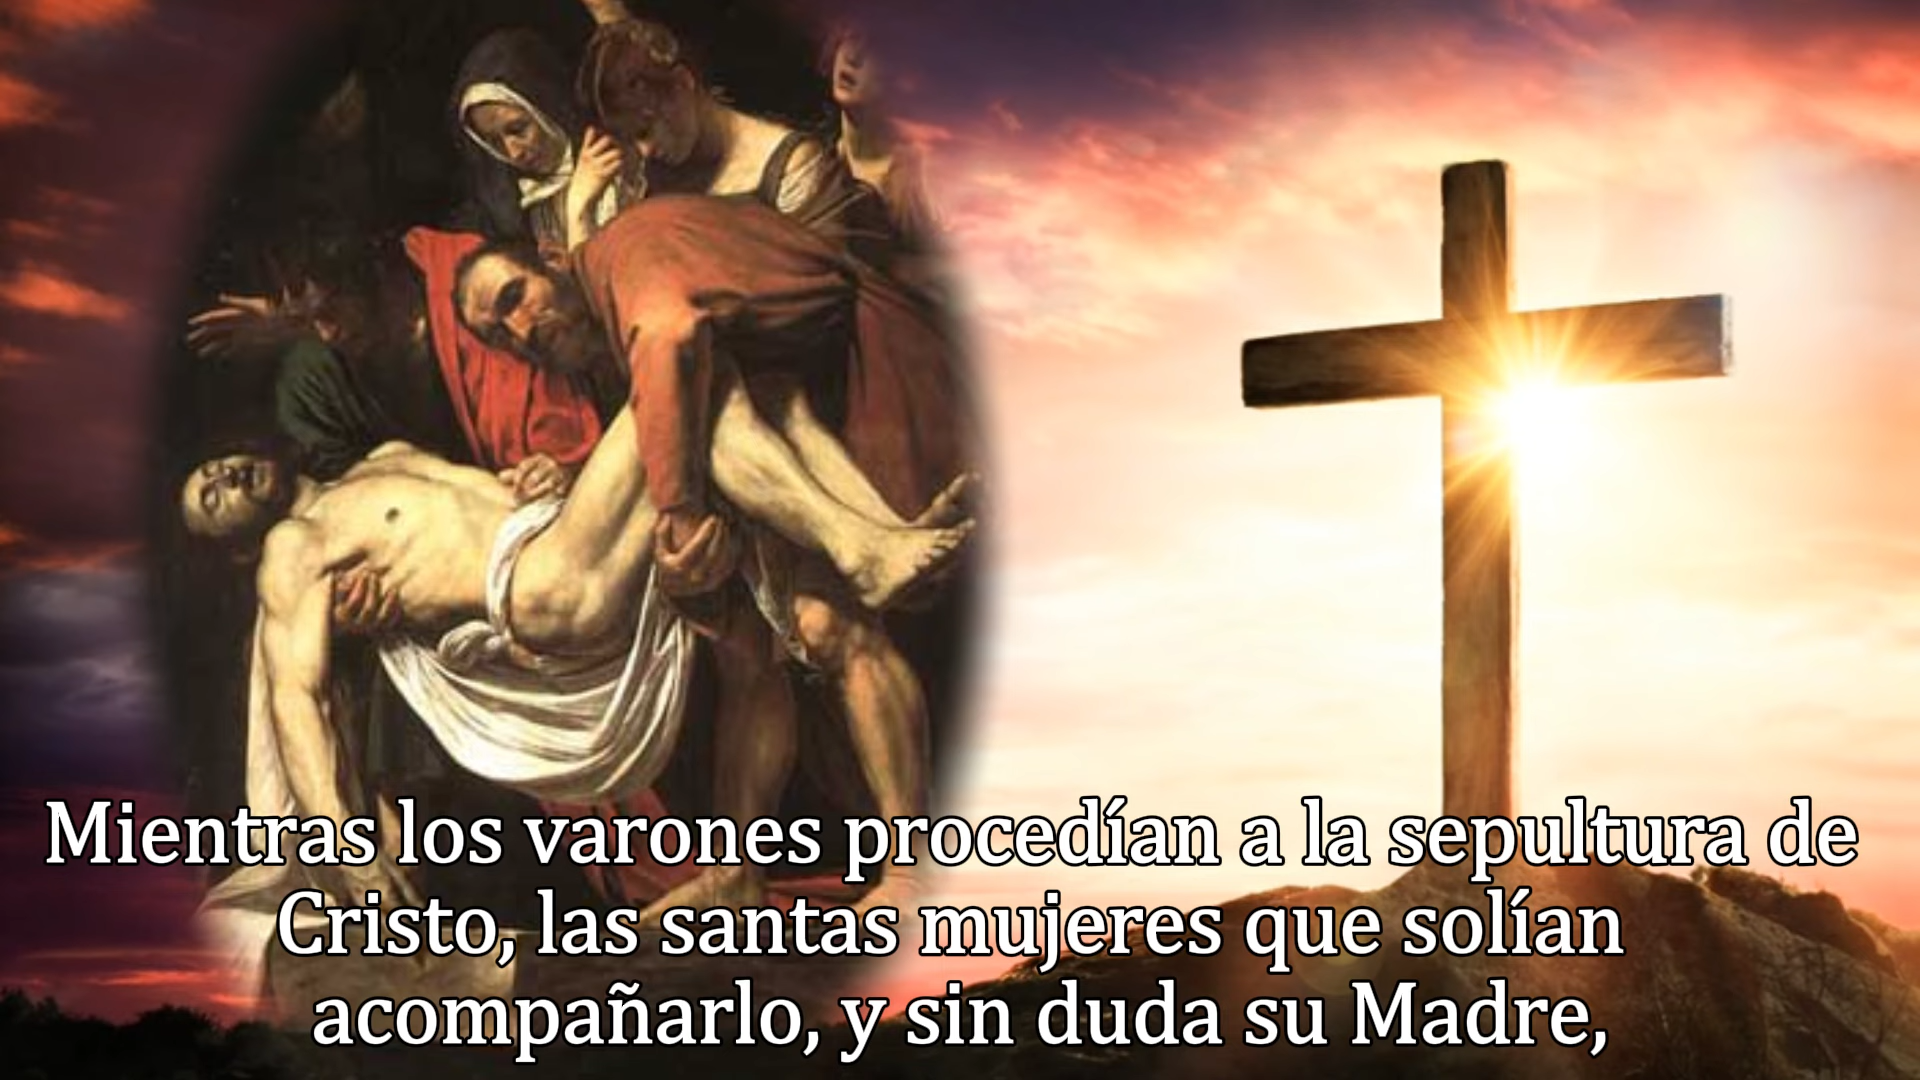 Mientras los varones procedían a la sepultura de
Cristo, las santas mujeres que solían
acompañarlo, y sin duda su Madre,